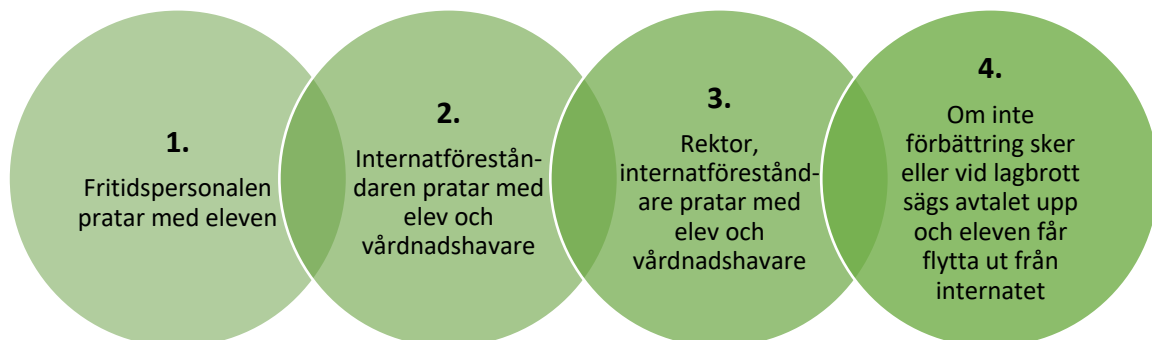 1.
Fritidspersonalen
pratar med eleven
2.
Internatförestån-
daren pratar med
elev och
vårdnadshavare
3.
Rektor,
internatförestånd-
are pratar med
elev och
vårdnadshavare
4.
Om inte
förbättring sker
eller vid lagbrott
sägs avtalet upp
och eleven får
flytta ut från
internatet